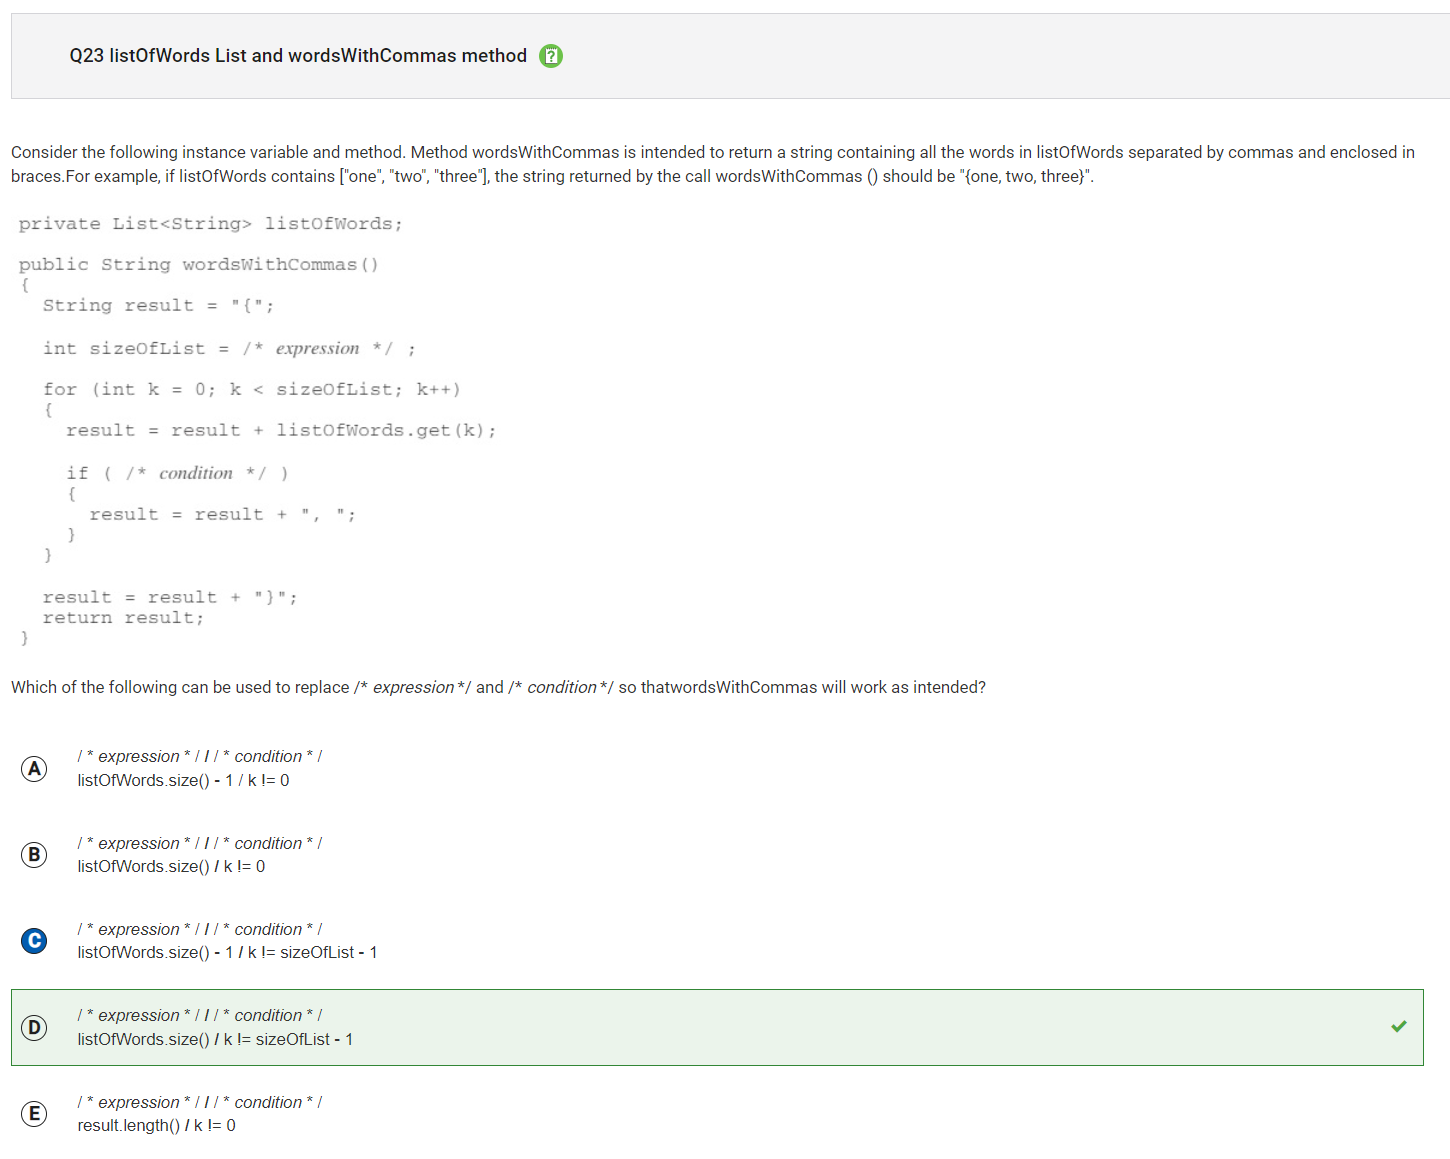 Q23 listOfWords List and wordsWithCommas method
Consider the following instance variable and method. Method wordsWithCommas is intended to return a string containing all the words in listOfWords separated by commas and enclosed in
braces.For example, if listOfWords contains ["one", "two", "three"], the string returned by the call wordsWithCommas () should be "{one, two, three}".
private List<String> listOfWords;
public String wordsWithCommas()
{
String result = "{";
int sizeOfList = /* expression */ ;
for (int k = 0; k < sizeOfList; k++)
{
result = result + listOfWords.get(k);
if ( /* condition */ )
{
result = result + ", ";
}
}
result = result + "}";
return result;
}
Which of the following can be used to replace /* expression */ and /* condition */ so thatwordsWithCommas will work as intended?
A
/ * expression * / / / * condition * /
listOfWords.size() - 1 / k != 0
B
/ * expression * / / / * condition * /
listOfWords.size() / k != 0
C
/ * expression * / / / * condition * /
listOfWords.size() - 1 / k != sizeOfList - 1
D
/ * expression * / / / * condition * /
listOfWords.size() / k != sizeOfList - 1
E
/ * expression * / / / * condition * /
result.length() / k != 0